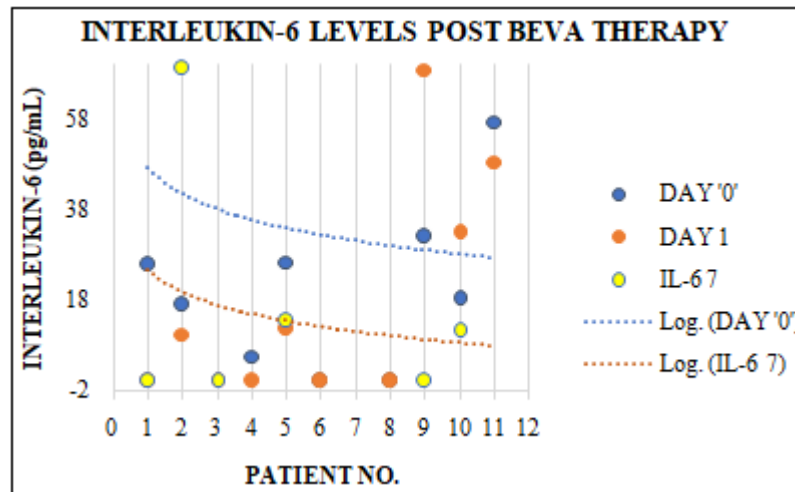 INTERLEUKIN-6 LEVELS POST BEVA THERAPY
INTERLEUKIN-6 (pg/mL)
58
38
18
-2
0 1 2 3 4 5 6 7 8 9 10 11 12
PATIENT NO.
DAY '0'
DAY 1
IL-6 7
Log. (DAY '0')
Log. (IL-6 7)